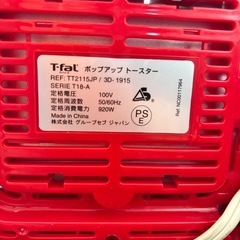 T-fal ポップアップ トースター
REF: TT2115JP / 3D- 1915
SERIE T18-A
定格電圧 100V
定格周波数 50/60Hz
定格消費電力 920W
Made in China
株式会社 グループセブ ジャパン
PS
E
Ref. NC00117964